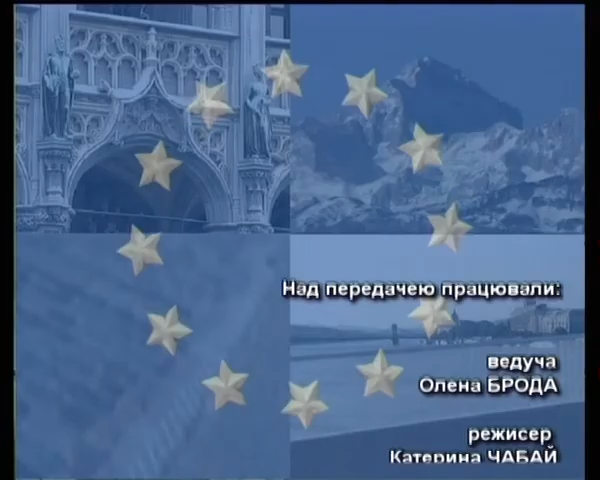 Над передачею працювали:
ведуча
Олена БРОДА
режисер
Катерина ЧАБАЙ